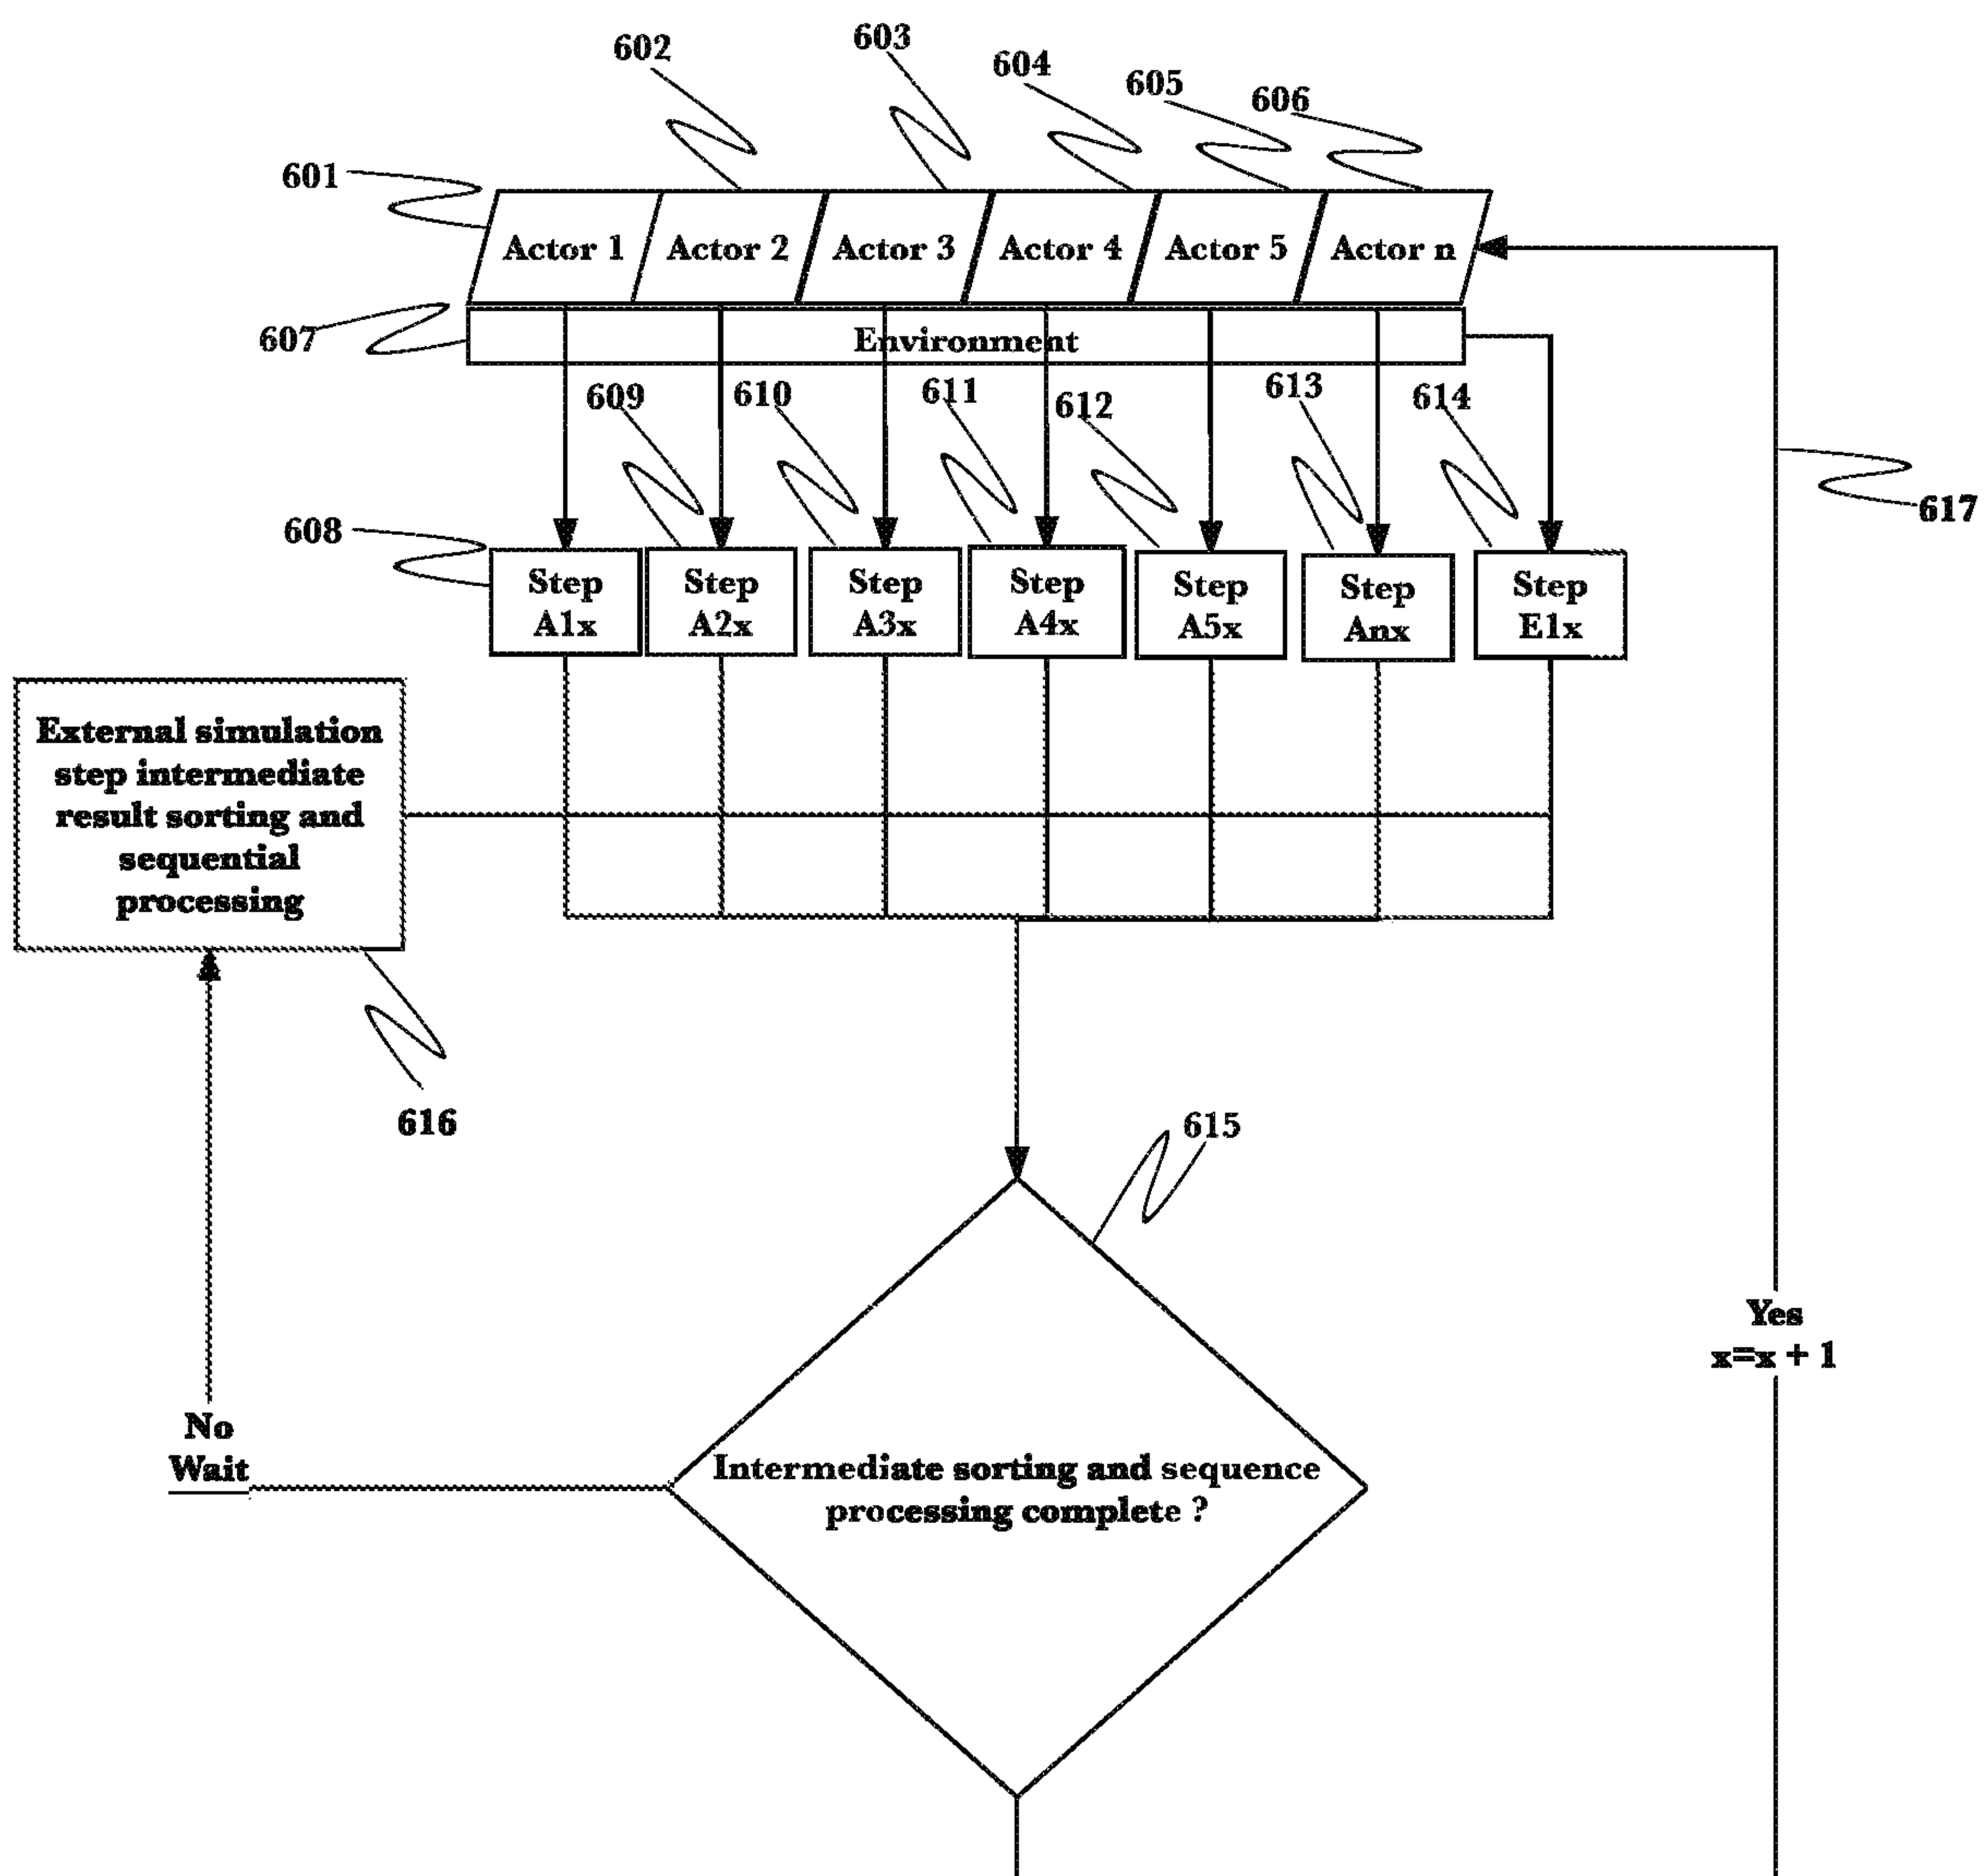 602
603
604
605
606
601
Actor 1
Actor 2
Actor 3
Actor 4
Actor 5
Actor n
607
Environment
609
610
611
612
613
614
617
608
Step
A1x
Step
A2x
Step
A3x
Step
A4x
Step
A5x
Step
Anx
Step
E1x
External simulation
step intermediate
result sorting and
sequential
processing
616
615
Yes
x=x + 1
No
Wait
Intermediate sorting and sequence
processing complete ?